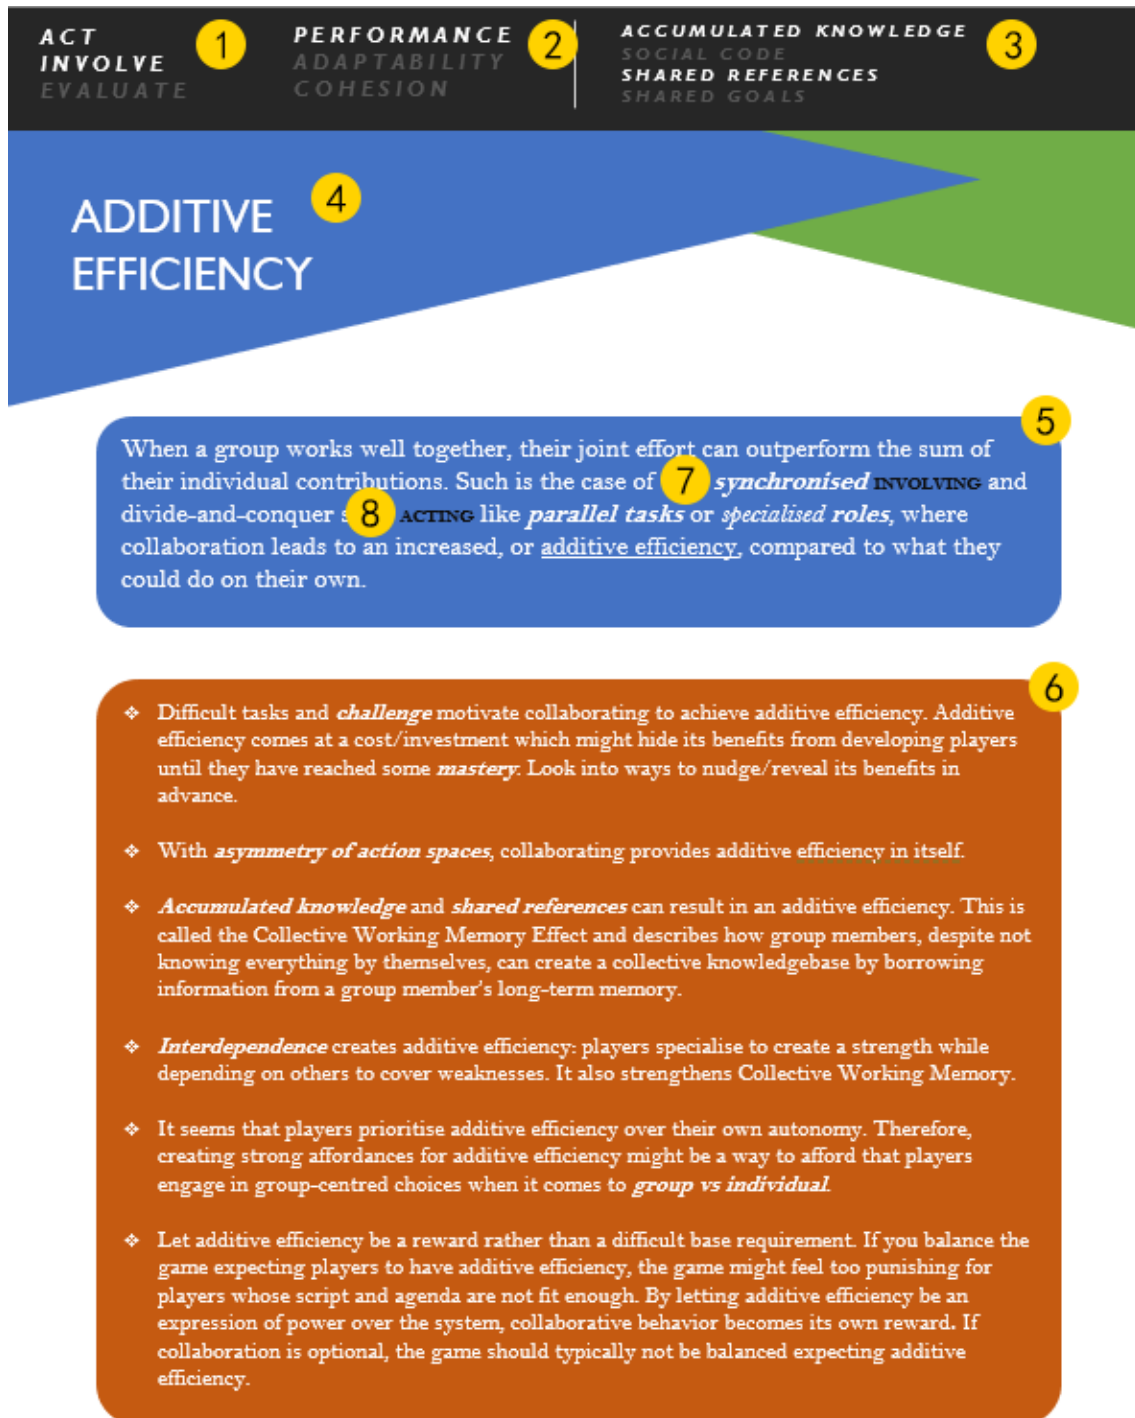 ACT
INVOLVE
EVALUATE
1
PERFORMANCE
ADAPTABILITY
COHESION
2
ACCUMULATED KNOWLEDGE
SOCIAL CODE
SHARED REFERENCES
SHARED GOALS
3
ADDITIVE
EFFICIENCY
4
5
When a group works well together, their joint effort can outperform the sum of
their individual contributions. Such is the case of 7 synchronised INVOLVING and
divide-and-conquer 8 ACTING like parallel tasks or specialised roles, where
collaboration leads to an increased, or additive efficiency, compared to what they
could do on their own.
6
❖ Difficult tasks and challenge motivate collaborating to achieve additive efficiency. Additive
efficiency comes at a cost/investment which might hide its benefits from developing players
until they have reached some mastery. Look into ways to nudge/reveal its benefits in
advance.
❖ With asymmetry of action spaces, collaborating provides additive efficiency in itself.
❖ Accumulated knowledge and shared references can result in an additive efficiency. This is
called the Collective Working Memory Effect and describes how group members, despite not
knowing everything by themselves, can create a collective knowledgebase by borrowing
information from a group member's long-term memory.
❖ Interdependence creates additive efficiency: players specialise to create a strength while
depending on others to cover weaknesses. It also strengthens Collective Working Memory.
❖ It seems that players prioritise additive efficiency over their own autonomy. Therefore,
creating strong affordances for additive efficiency might be a way to afford that players
engage in group-centred choices when it comes to group vs individual.
❖ Let additive efficiency be a reward rather than a difficult base requirement. If you balance the
game expecting players to have additive efficiency, the game might feel too punishing for
players whose script and agenda are not fit enough. By letting additive efficiency be an
expression of power over the system, collaborative behavior becomes its own reward. If
collaboration is optional, the game should typically not be balanced expecting additive
efficiency.